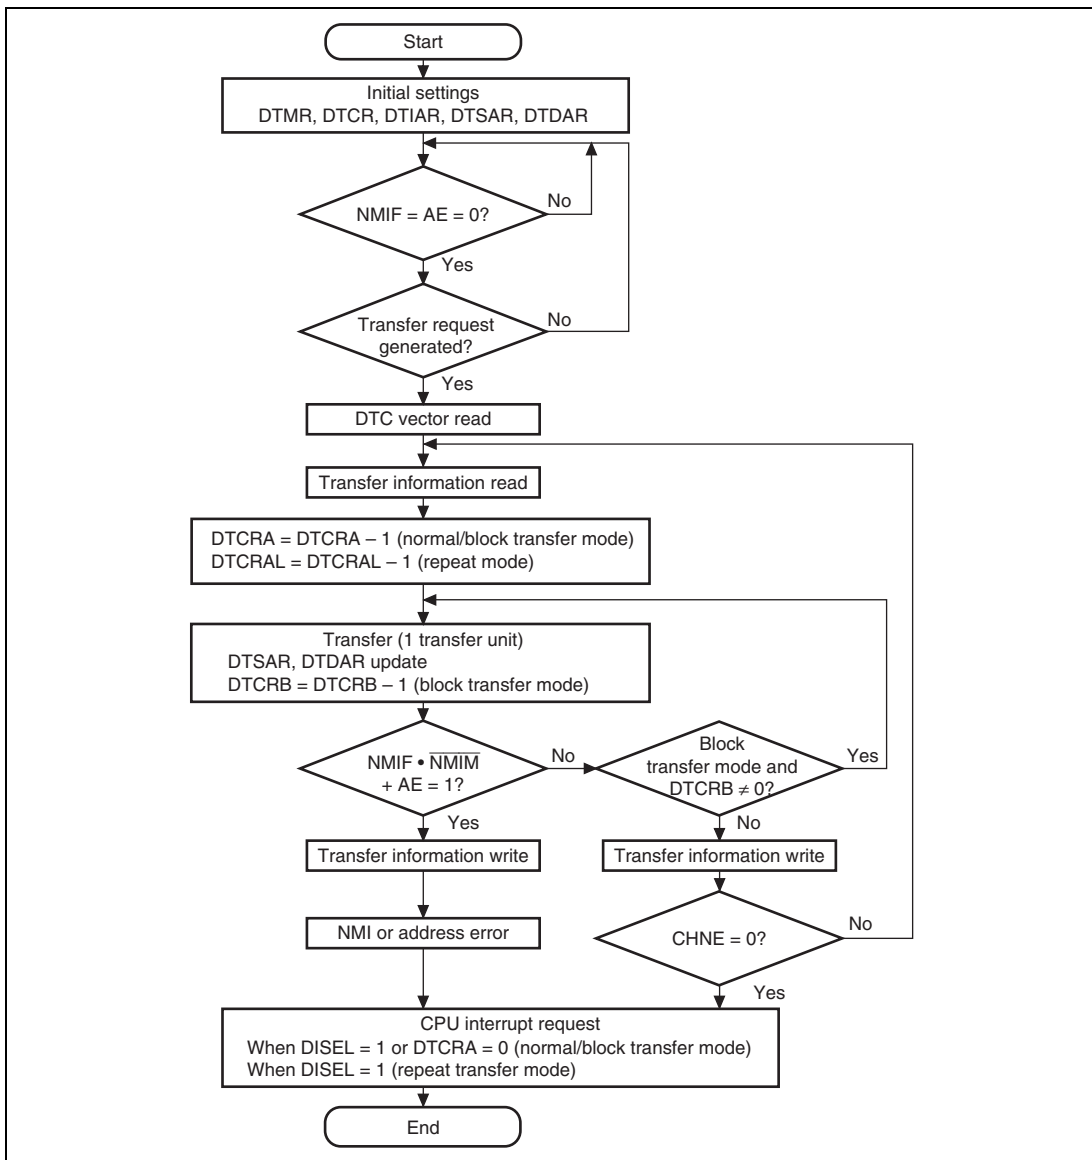 Start
Initial settings
DTMR, DTCR, DTIAR, DTSAR, DTDAR
NMIF = AE = 0?
No
Yes
Transfer request
generated?
No
Yes
DTC vector read
Transfer information read
DTCRA = DTCRA – 1 (normal/block transfer mode)
DTCRAL = DTCRAL – 1 (repeat mode)
Transfer (1 transfer unit)
DTSAR, DTDAR update
DTCRB = DTCRB – 1 (block transfer mode)
NMIF • N̅M̅I̅M̅
+ AE = 1?
No
Yes
Block
transfer mode and
DTCRB ≠ 0?
Yes
No
Transfer information write
Transfer information write
NMI or address error
CHNE = 0?
No
Yes
CPU interrupt request
When DISEL = 1 or DTCRA = 0 (normal/block transfer mode)
When DISEL = 1 (repeat transfer mode)
End